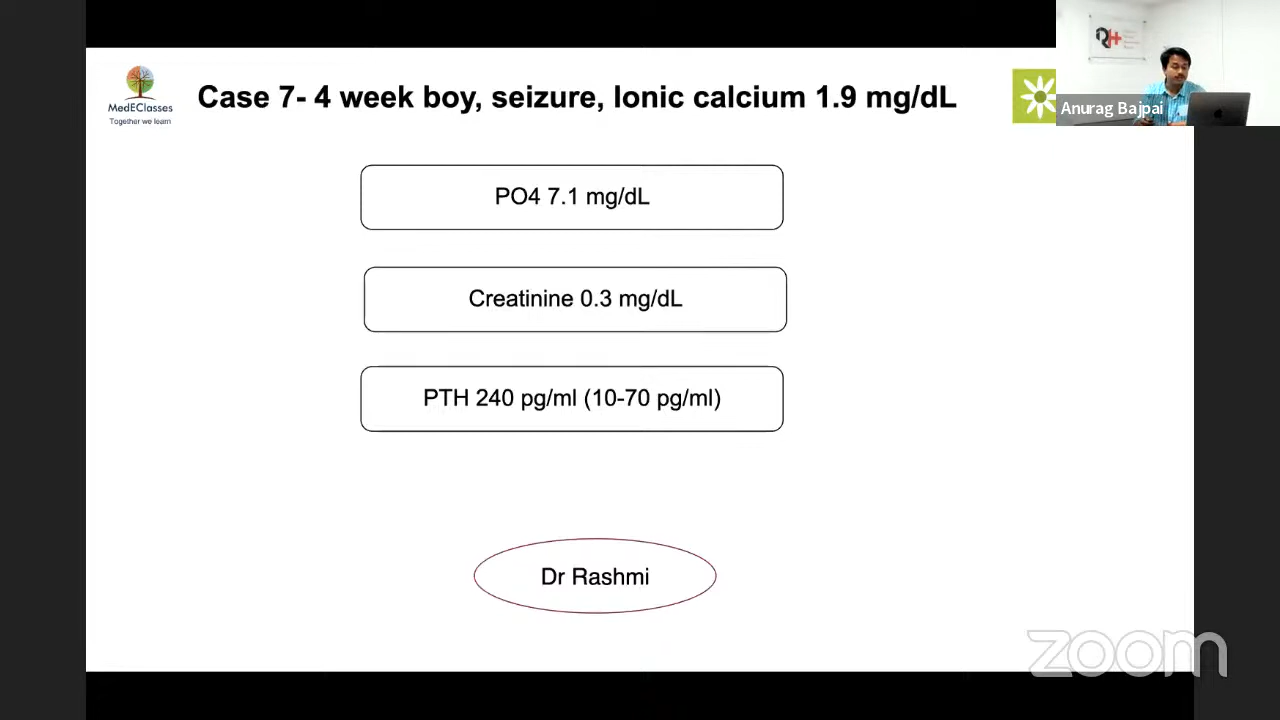 MedEClasses
Together we learn
Case 7- 4 week boy, seizure, Ionic calcium 1.9 mg/dL
Anurag Bajpai
PO4 7.1 mg/dL
Creatinine 0.3 mg/dL
PTH 240 pg/ml (10-70 pg/ml)
Dr Rashmi
zoom